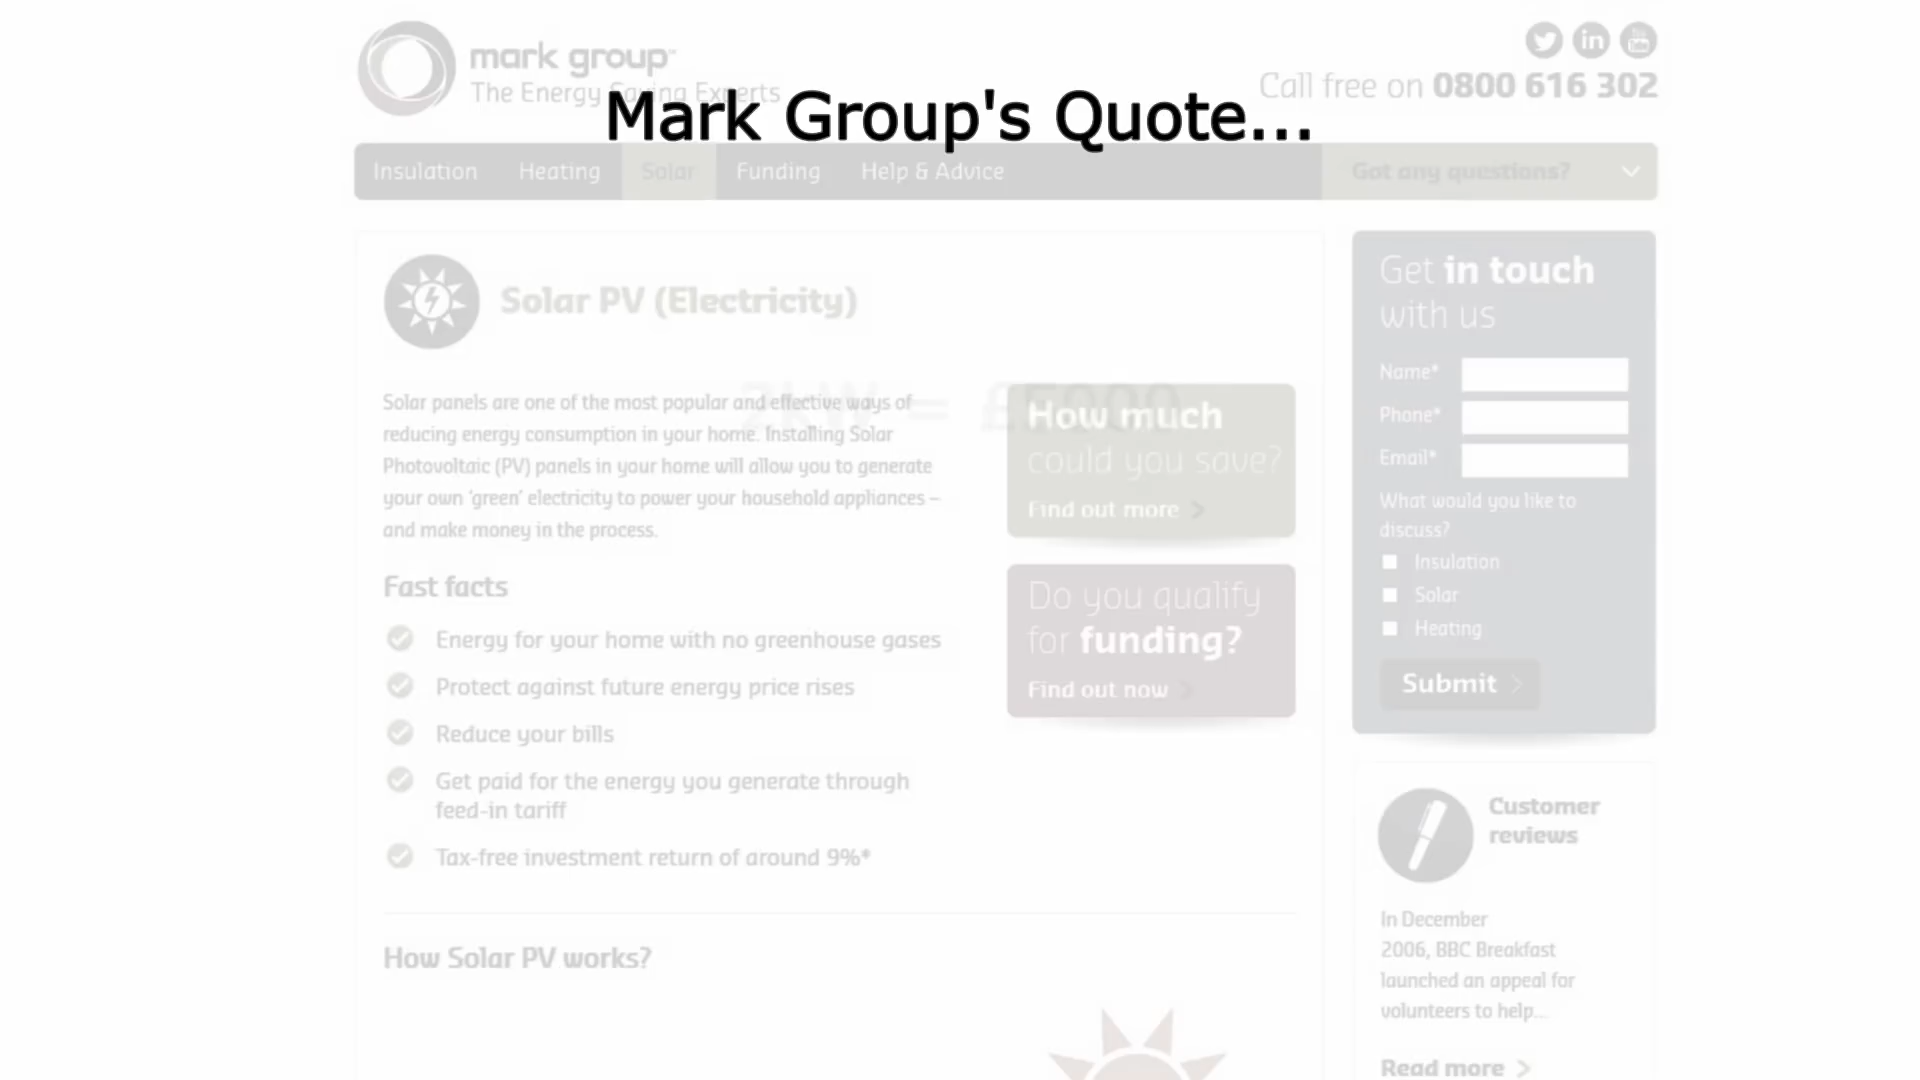 mark group™
The Energy Saving Experts
Call free on 0800 616 302
Mark Group's Quote...
Insulation Heating Solar Funding Help & Advice Got any questions?
Solar PV (Electricity)
2kW = £5000
Solar panels are one of the most popular and effective ways of
reducing energy consumption in your home. Installing Solar
Photovoltaic (PV) panels in your home will allow you to generate
your own ‘green’ electricity to power your household appliances –
and make money in the process.
Fast facts
Energy for your home with no greenhouse gases
Protect against future energy price rises
Reduce your bills
Get paid for the energy you generate through
feed-in tariff
Tax-free investment return of around 9%*
How Solar PV works?
How much
could you save?
Find out more
Do you qualify
for funding?
Find out now
Get in touch
with us
Name*
Phone*
Email*
What would you like to
discuss?
Insulation
Solar
Heating
Submit
Customer
reviews
In December
2006, BBC Breakfast
launched an appeal for
volunteers to help...
Read more